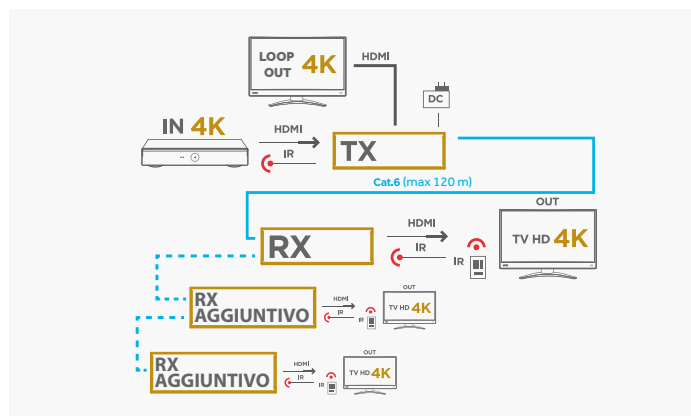 LOOP
OUT 4K
HDMI
DC
IN 4K
HDMI
IR
TX
Cat.6 (max 120 m)
OUT
RX
HDMI
IR
IR
TV HD 4K
RX
AGGIUNTIVO
HDMI
IR
IR
OUT
TV HD 4K
RX
AGGIUNTIVO
HDMI
IR
IR
OUT
TV HD 4K